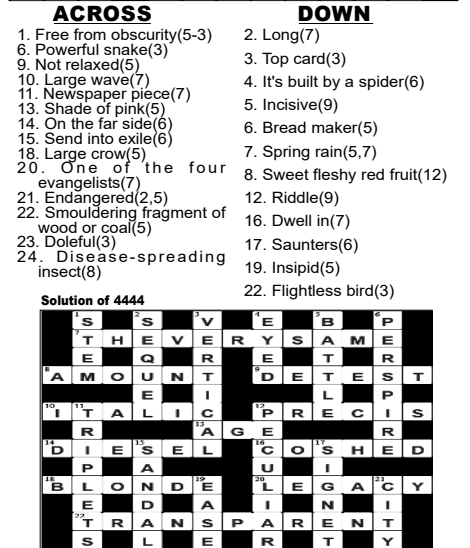 ACROSS
1. Free from obscurity(5-3)
6. Powerful snake(3)
9. Not relaxed(5)
10. Large wave(7)
11. Newspaper piece(7)
13. Shade of pink(5)
14. On the far side(6)
15. Send into exile(6)
18. Large crow(5)
20. One of the four
evangelists(7)
21. Endangered(2,5)
22. Smouldering fragment of
wood or coal(5)
23. Doleful(3)
24. Disease-spreading
insect(8)
DOWN
2. Long(7)
3. Top card(3)
4. It's built by a spider(6)
5. Incisive(9)
6. Bread maker(5)
7. Spring rain(5,7)
8. Sweet fleshy red fruit(12)
12. Riddle(9)
16. Dwell in(7)
17. Saunters(6)
19. Insipid(5)
22. Flightless bird(3)
Solution of 4444
1 S 2 S 3 V 4 E 5 B 6 P
7 T H E V E R Y S A M E
E Q R E T R
8 A M O U N T 9 D E T E S T
E I L P
10 I 11 T A L I C 12 P R E C I S
R 13 A G E R
14 D I E 15 S E L 16 C O 17 S H E D
P A U I
18 B L O N D 19 E 20 L E G A 21 C Y
E D A I N I
22 T R A N S P A R E N T
S L E R T Y